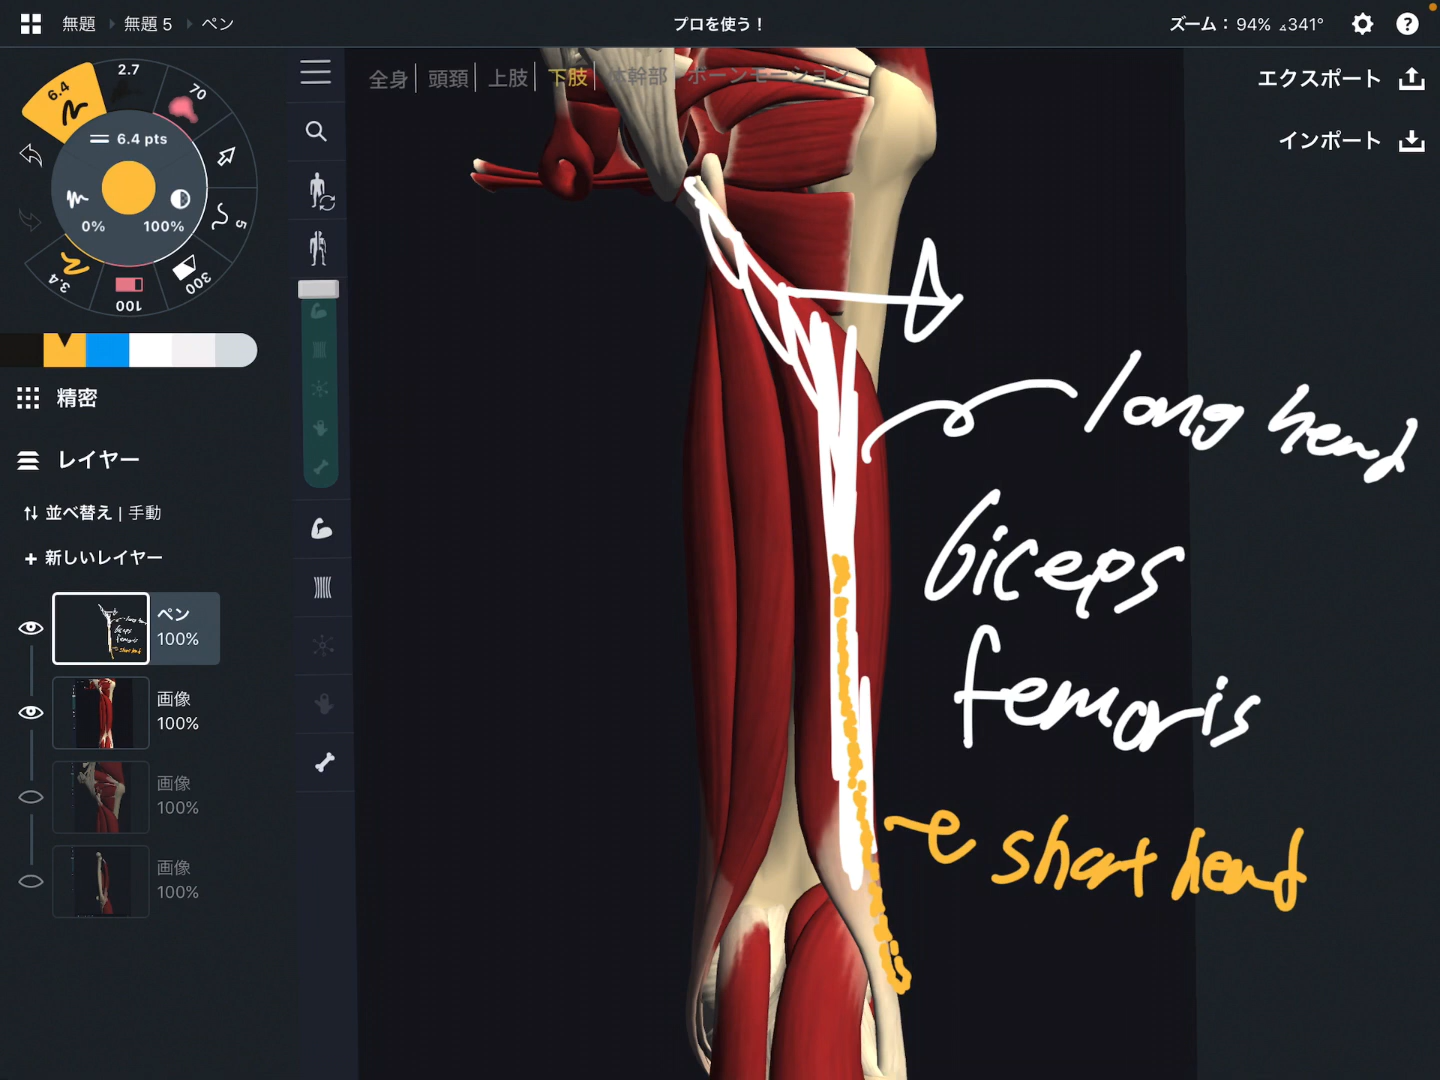 無題 無題 5 ペン
プロを使う！
ズーム： 94% ⦟341°
エクスポート
インポート
2.7
6.4
70
6.4 pts
0% 100%
5
3.4
100
300
精密
レイヤー
並べ替え | 手動
+ 新しいレイヤー
ペン
100%
画像
100%
画像
100%
画像
100%
全身 頭頚 上肢 下肢 体幹部 ボーンモーション
long head
biceps
femoris
short head